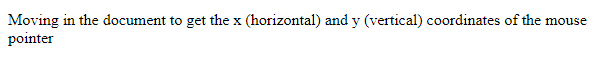 Moving in the document to get the x (horizontal) and y (vertical) coordinates of the mouse
pointer